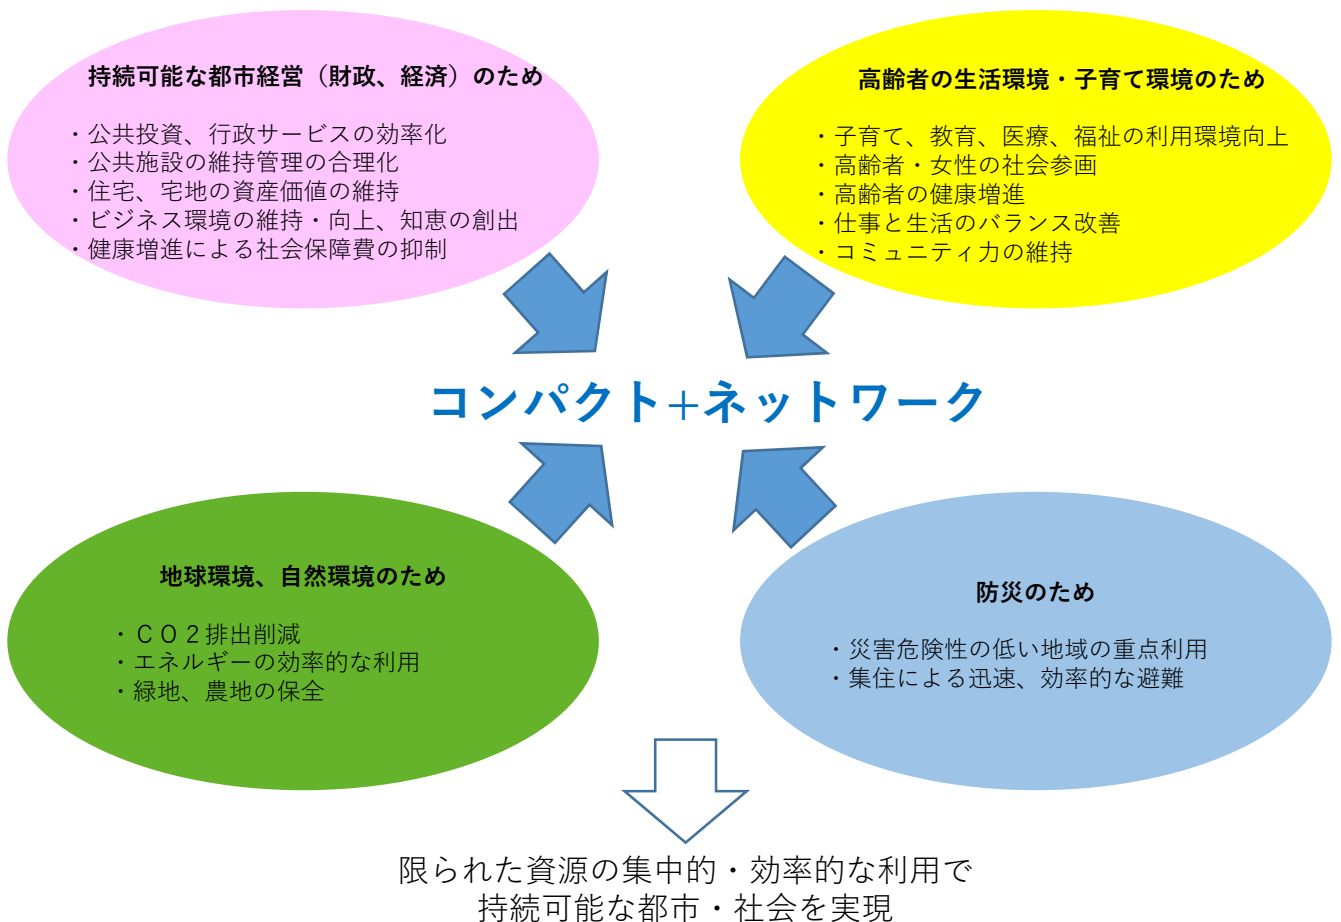 持続可能な都市経営（財政、経済）のため
・公共投資、行政サービスの効率化
・公共施設の維持管理の合理化
・住宅、宅地の資産価値の維持
・ビジネス環境の維持・向上、知恵の創出
・健康増進による社会保障費の抑制
高齢者の生活環境・子育て環境のため
・子育て、教育、医療、福祉の利用環境向上
・高齢者・女性の社会参画
・高齢者の健康増進
・仕事と生活のバランス改善
・コミュニティ力の維持
コンパクト+ネットワーク
地球環境、自然環境のため
・ＣＯ２排出削減
・エネルギーの効率的な利用
・緑地、農地の保全
防災のため
・災害危険性の低い地域の重点利用
・集住による迅速、効率的な避難
限られた資源の集中的・効率的な利用で
持続可能な都市・社会を実現